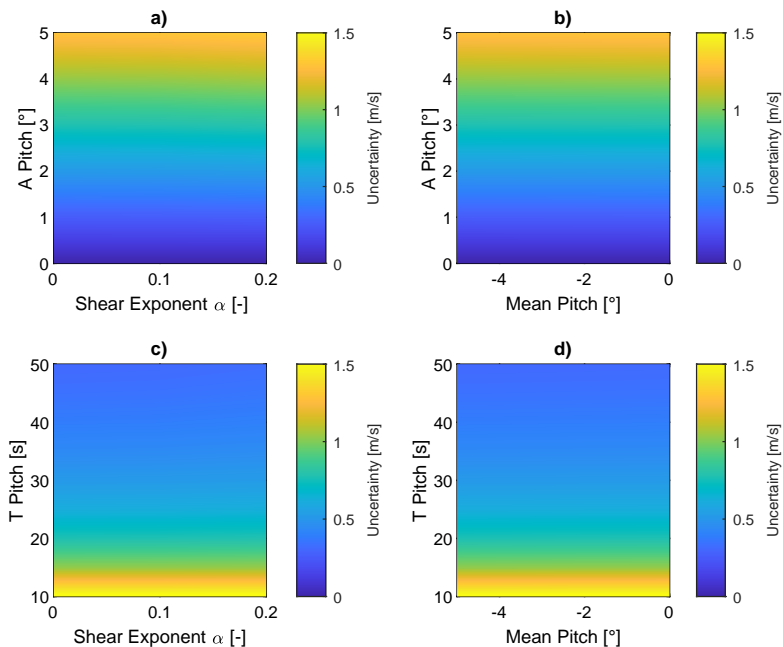 a)
5
4
3
2
1
0
A Pitch [°]
0 0.1 0.2
Shear Exponent α [-]
1.5
1
0.5
0
Uncertainty [m/s]
b)
5
4
3
2
1
0
A Pitch [°]
-4 -2 0
Mean Pitch [°]
1.5
1
0.5
0
Uncertainty [m/s]
c)
50
40
30
20
10
T Pitch [s]
0 0.1 0.2
Shear Exponent α [-]
1.5
1
0.5
0
Uncertainty [m/s]
d)
50
40
30
20
10
T Pitch [s]
-4 -2 0
Mean Pitch [°]
1.5
1
0.5
0
Uncertainty [m/s]